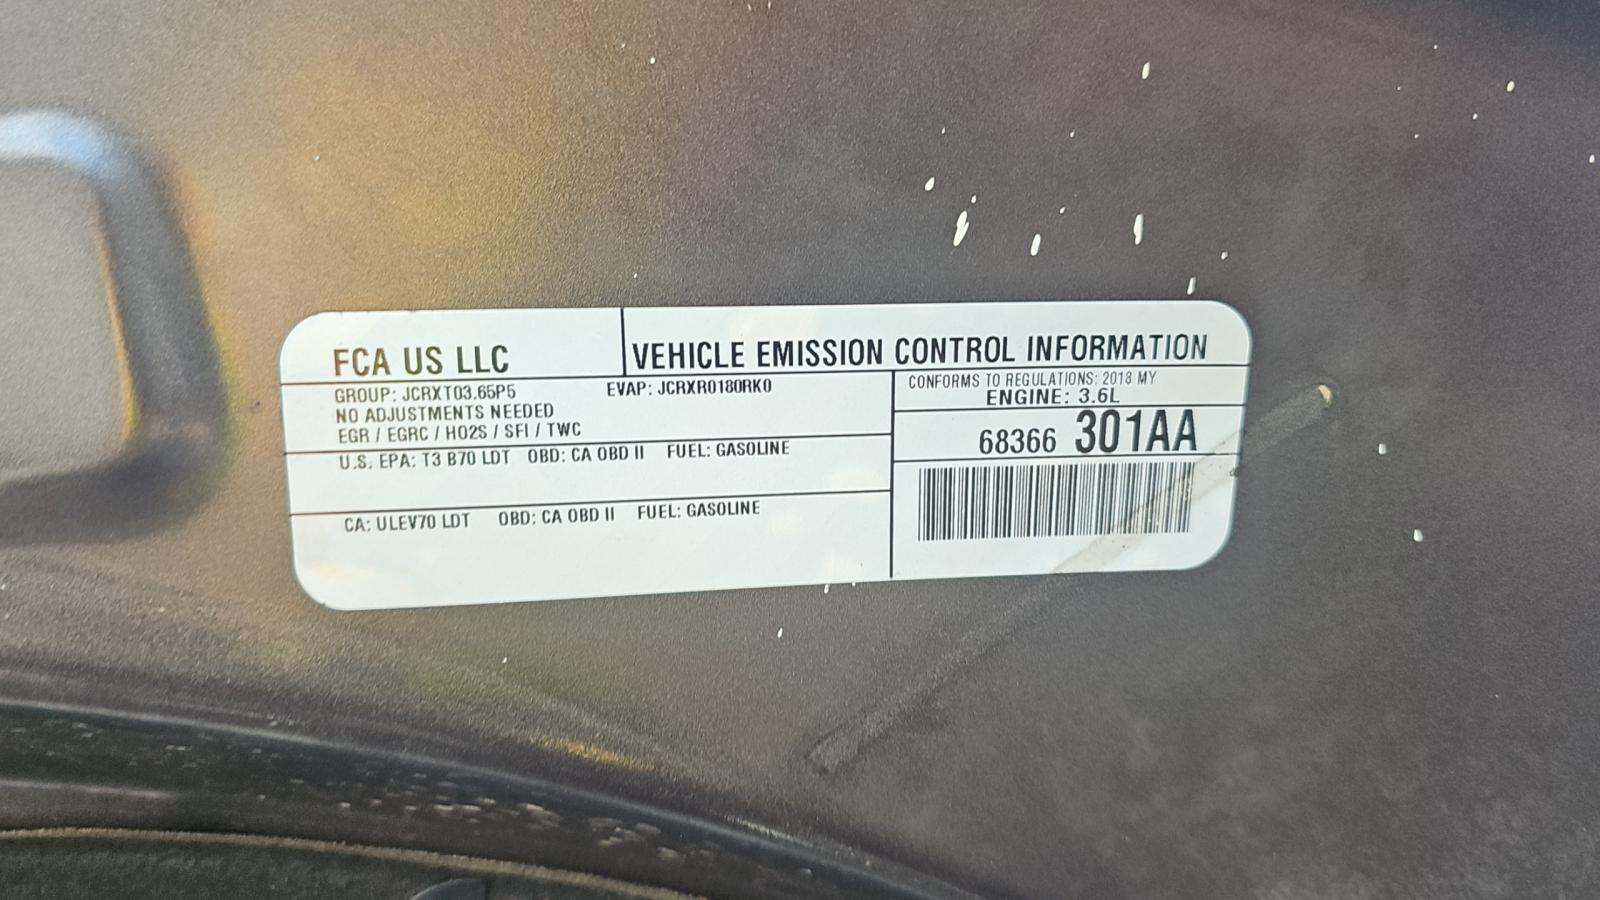 FCA US LLC
VEHICLE EMISSION CONTROL INFORMATION
GROUP: JCRXT03.65P5 EVAP: JCRXR0180RK0
NO ADJUSTMENTS NEEDED
EGR / EGRC / HO2S / SFI / TWC
U.S. EPA: T3 B70 LDT OBD: CA OBD II FUEL: GASOLINE
CA: ULEV70 LDT OBD: CA OBD II FUEL: GASOLINE
CONFORMS TO REGULATIONS: 2018 MY
ENGINE: 3.6L
68366 301AA